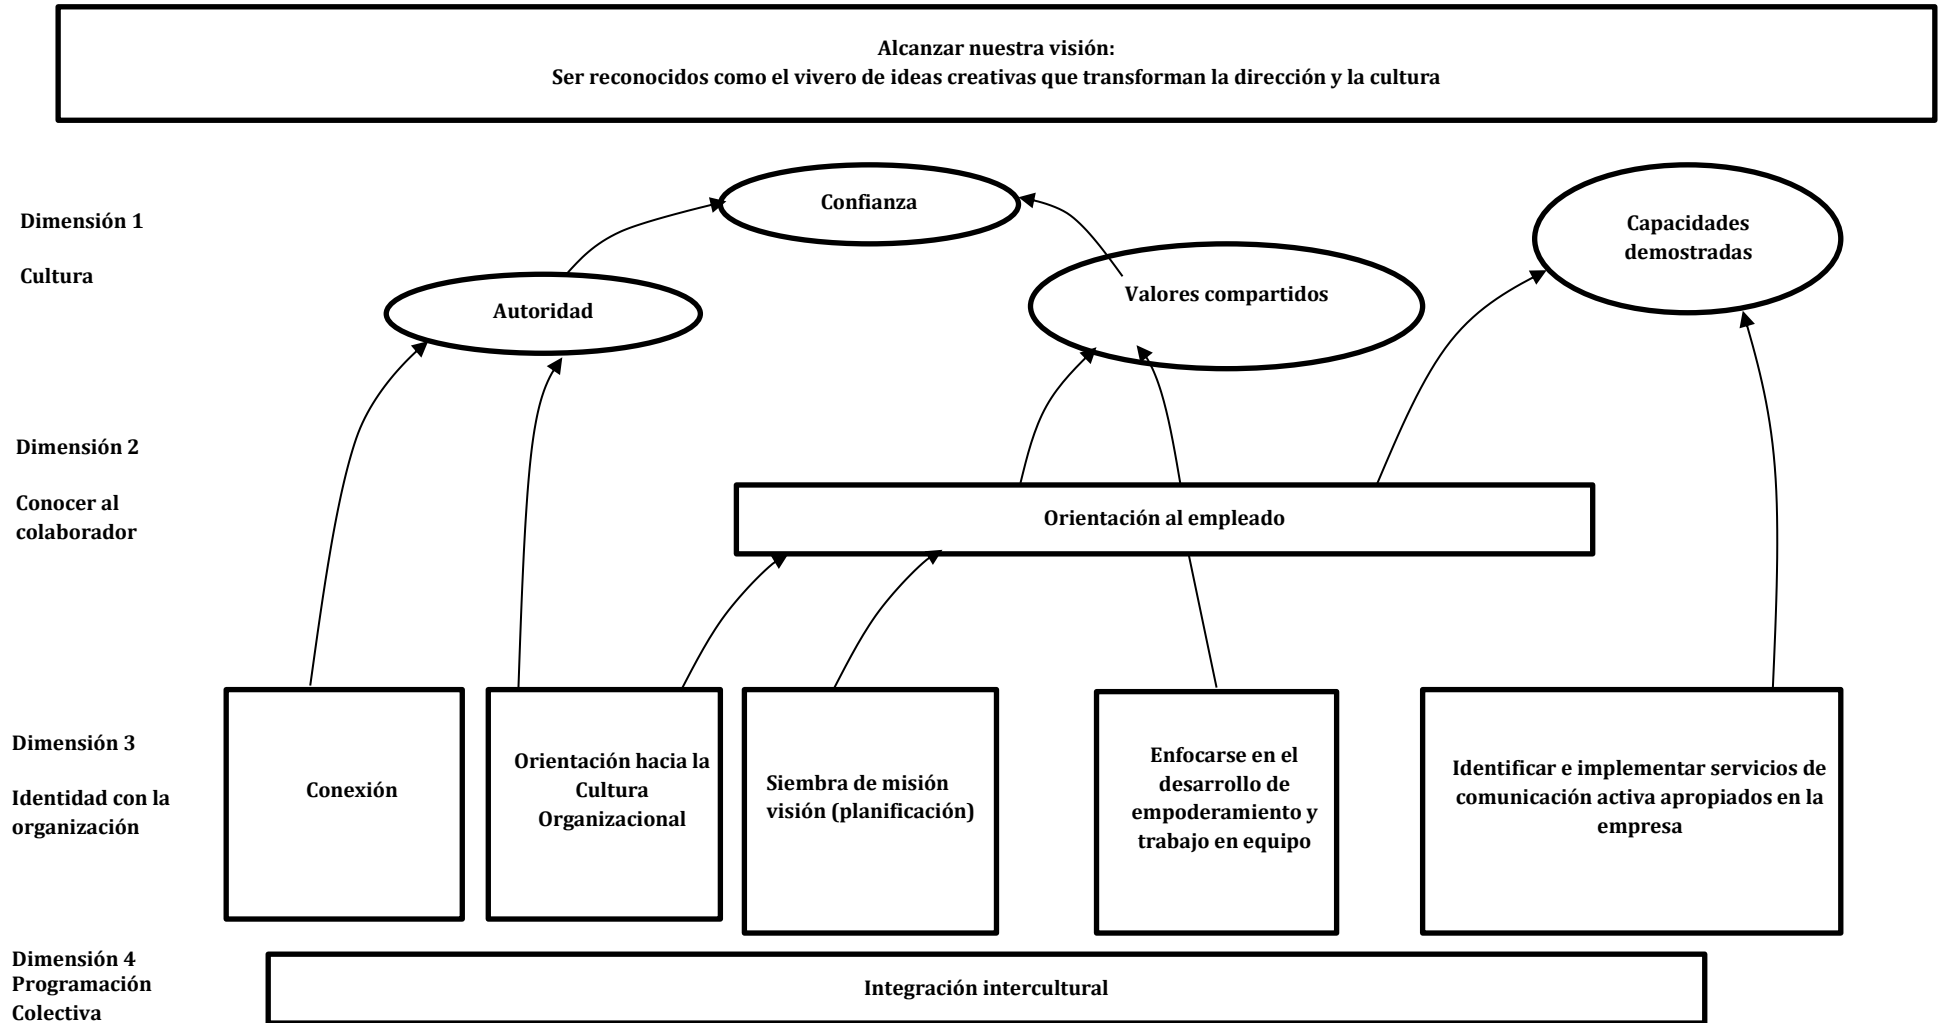 Alcanzar nuestra visión:
Ser reconocidos como el vivero de ideas creativas que transforman la dirección y la cultura
Dimensión 1
Cultura
Confianza
Capacidades
demostradas
Autoridad
Valores compartidos
Dimensión 2
Conocer al
colaborador
Orientación al empleado
Dimensión 3
Identidad con la
organización
Conexión
Orientación hacia la
Cultura
Organizacional
Siembra de misión
visión (planificación)
Enfocarse en el
desarrollo de
empoderamiento y
trabajo en equipo
Identificar e implementar servicios de
comunicación activa apropiados en la
empresa
Dimensión 4
Programación
Colectiva
Integración intercultural